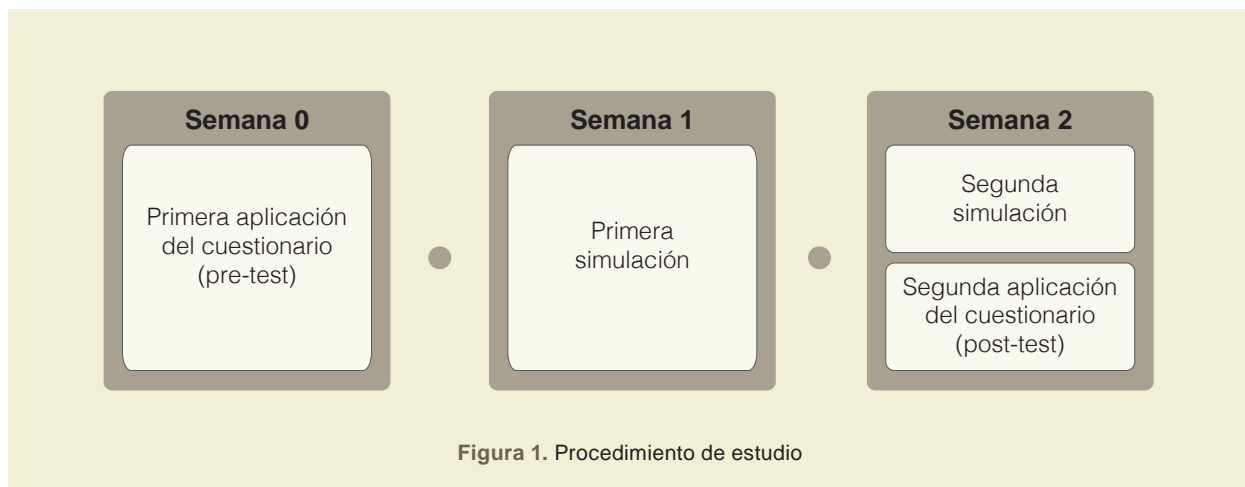 Semana 0
Primera aplicación
del cuestionario
(pre-test)
Semana 1
Primera
simulación
Semana 2
Segunda
simulación
Segunda aplicación
del cuestionario
(post-test)
Figura 1. Procedimiento de estudio